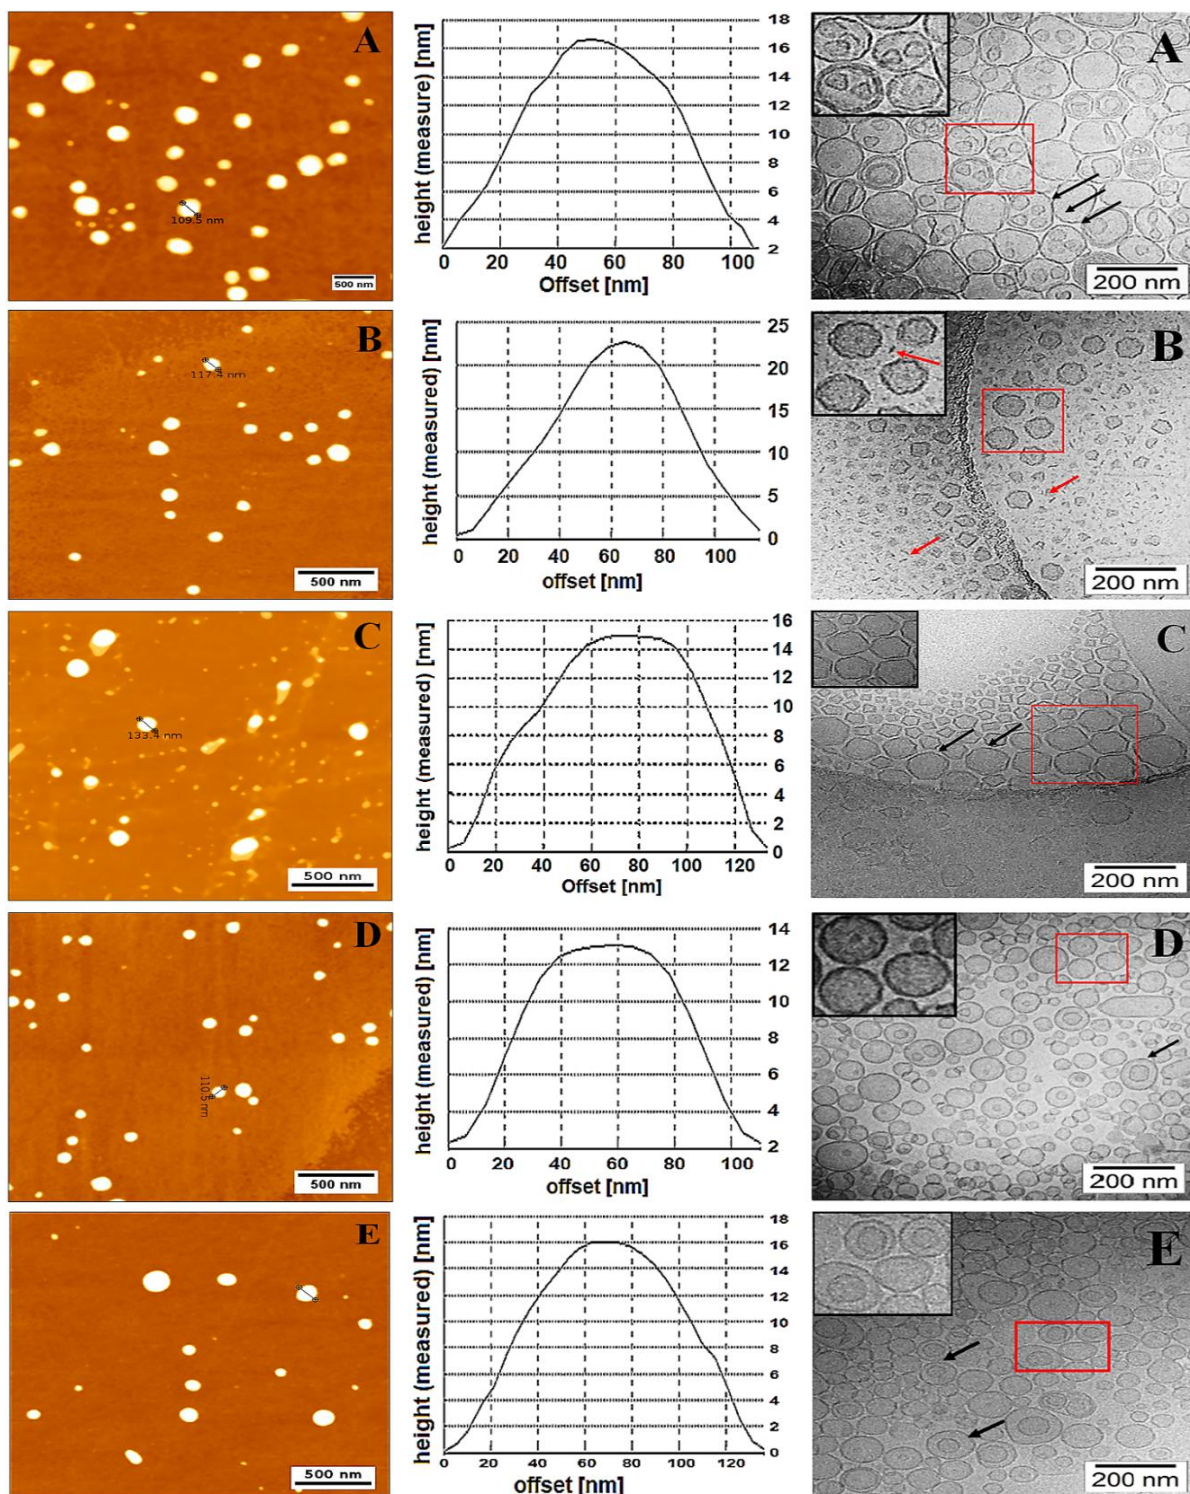 A
109.5 nm
500 nm
height (measure) [nm]
18
16
14
12
10
8
6
4
2
0 20 40 60 80 100
Offset [nm]
A
200 nm
B
117.4 nm
500 nm
height (measured) [nm]
25
20
15
10
5
0
0 20 40 60 80 100
offset [nm]
B
200 nm
C
133.4 nm
500 nm
height (measured) [nm]
16
14
12
10
8
6
4
2
0
0 20 40 60 80 100 120
Offset [nm]
C
200 nm
D
110.5 nm
500 nm
height (measured) [nm]
14
12
10
8
6
4
2
0 20 40 60 80 100
offset [nm]
D
200 nm
E
500 nm
height (measured) [nm]
18
16
14
12
10
8
6
4
2
0
0 20 40 60 80 100 120
offset [nm]
E
200 nm